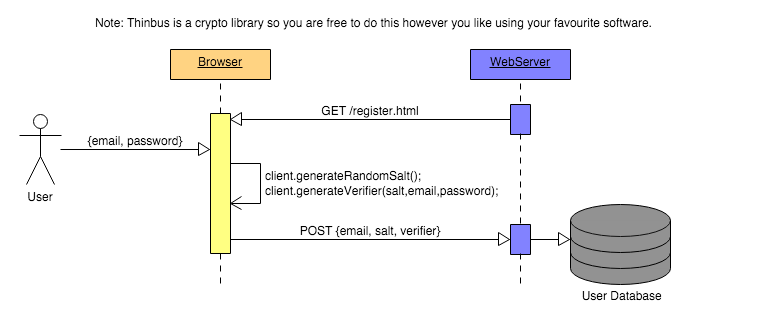 Note: Thinbus is a crypto library so you are free to do this however you like using your favourite software.
Browser
WebServer
GET /register.html
{email, password}
User
client.generateRandomSalt();
client.generateVerifier(salt,email,password);
POST {email, salt, verifier}
User Database